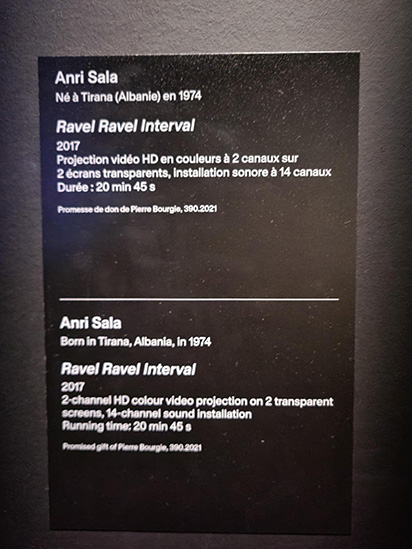 Anri Sala
Né à Tirana (Albanie) en 1974
Ravel Ravel Interval
2017
Projection vidéo HD en couleurs à 2 canaux sur
2 écrans transparents, installation sonore à 14 canaux
Durée : 20 min 45 s
Promesse de don de Pierre Bourgie, 390.2021
Anri Sala
Born in Tirana, Albania, in 1974
Ravel Ravel Interval
2017
2-channel HD colour video projection on 2 transparent
screens, 14-channel sound installation
Running time: 20 min 45 s
Promised gift of Pierre Bourgie, 390.2021